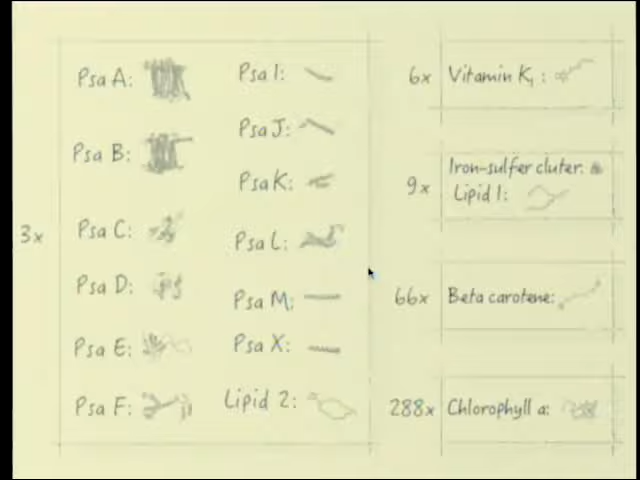 3x
Psa A:
Psa B:
Psa C:
Psa D:
Psa E:
Psa F:
Psa I:
Psa J:
Psa K:
Psa L:
Psa M:
Psa X:
Lipid 2:
6x Vitamin K1:
9x
Iron-sulfer cluter:
Lipid 1:
66x Beta carotene:
288x Chlorophyll a: